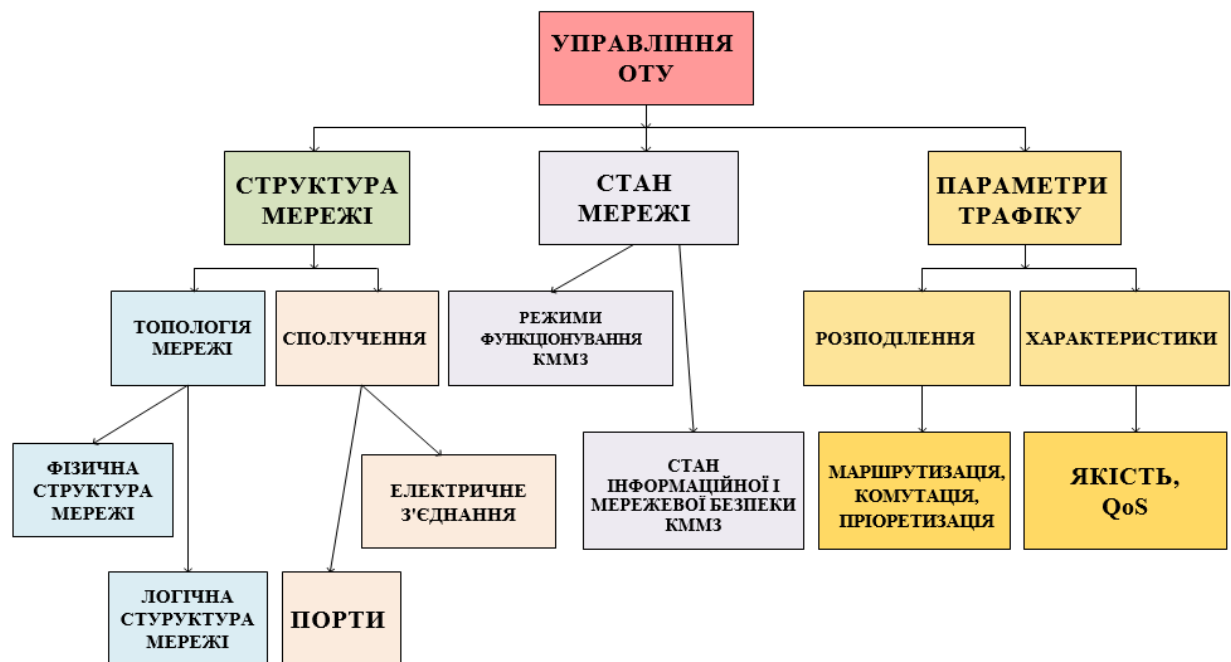 УПРАВЛІННЯ
ОТУ
СТРУКТУРА
МЕРЕЖІ
СТАН
МЕРЕЖІ
ПАРАМЕТРИ
ТРАФІКУ
ТОПОЛОГІЯ
МЕРЕЖІ
СПОЛУЧЕННЯ
РЕЖИМИ
ФУНКЦІОНУВАННЯ
КММЗ
РОЗПОДІЛЕННЯ
ХАРАКТЕРИСТИКИ
ФІЗИЧНА
СТРУКТУРА
МЕРЕЖІ
ЕЛЕКТРИЧНЕ
З'ЄДНАННЯ
СТАН
ІНФОРМАЦІЙНОЇ І
МЕРЕЖЕВОЇ БЕЗПЕКИ
КММЗ
МАРШРУТИЗАЦІЯ,
КОМУТАЦІЯ,
ПРІОРЕТИЗАЦІЯ
ЯКІСТЬ,
QoS
ЛОГІЧНА
СТУРУКТУРА
МЕРЕЖІ
ПОРТИ